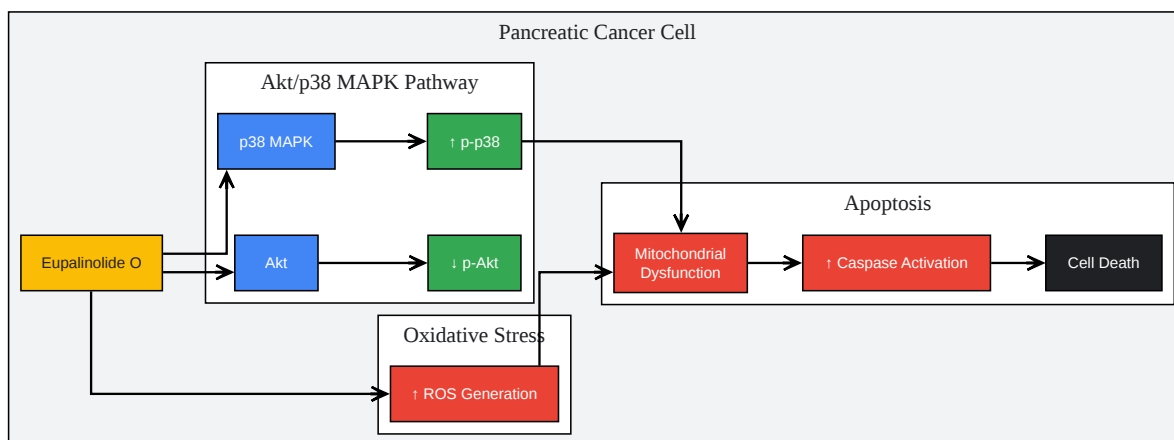 Pancreatic Cancer Cell
Akt/p38 MAPK Pathway
p38 MAPK
↑ p-p38
Apoptosis
Eupalinolide O
Akt
↓ p-Akt
Mitochondrial
Dysfunction
↑ Caspase Activation
Cell Death
Oxidative Stress
↑ ROS Generation